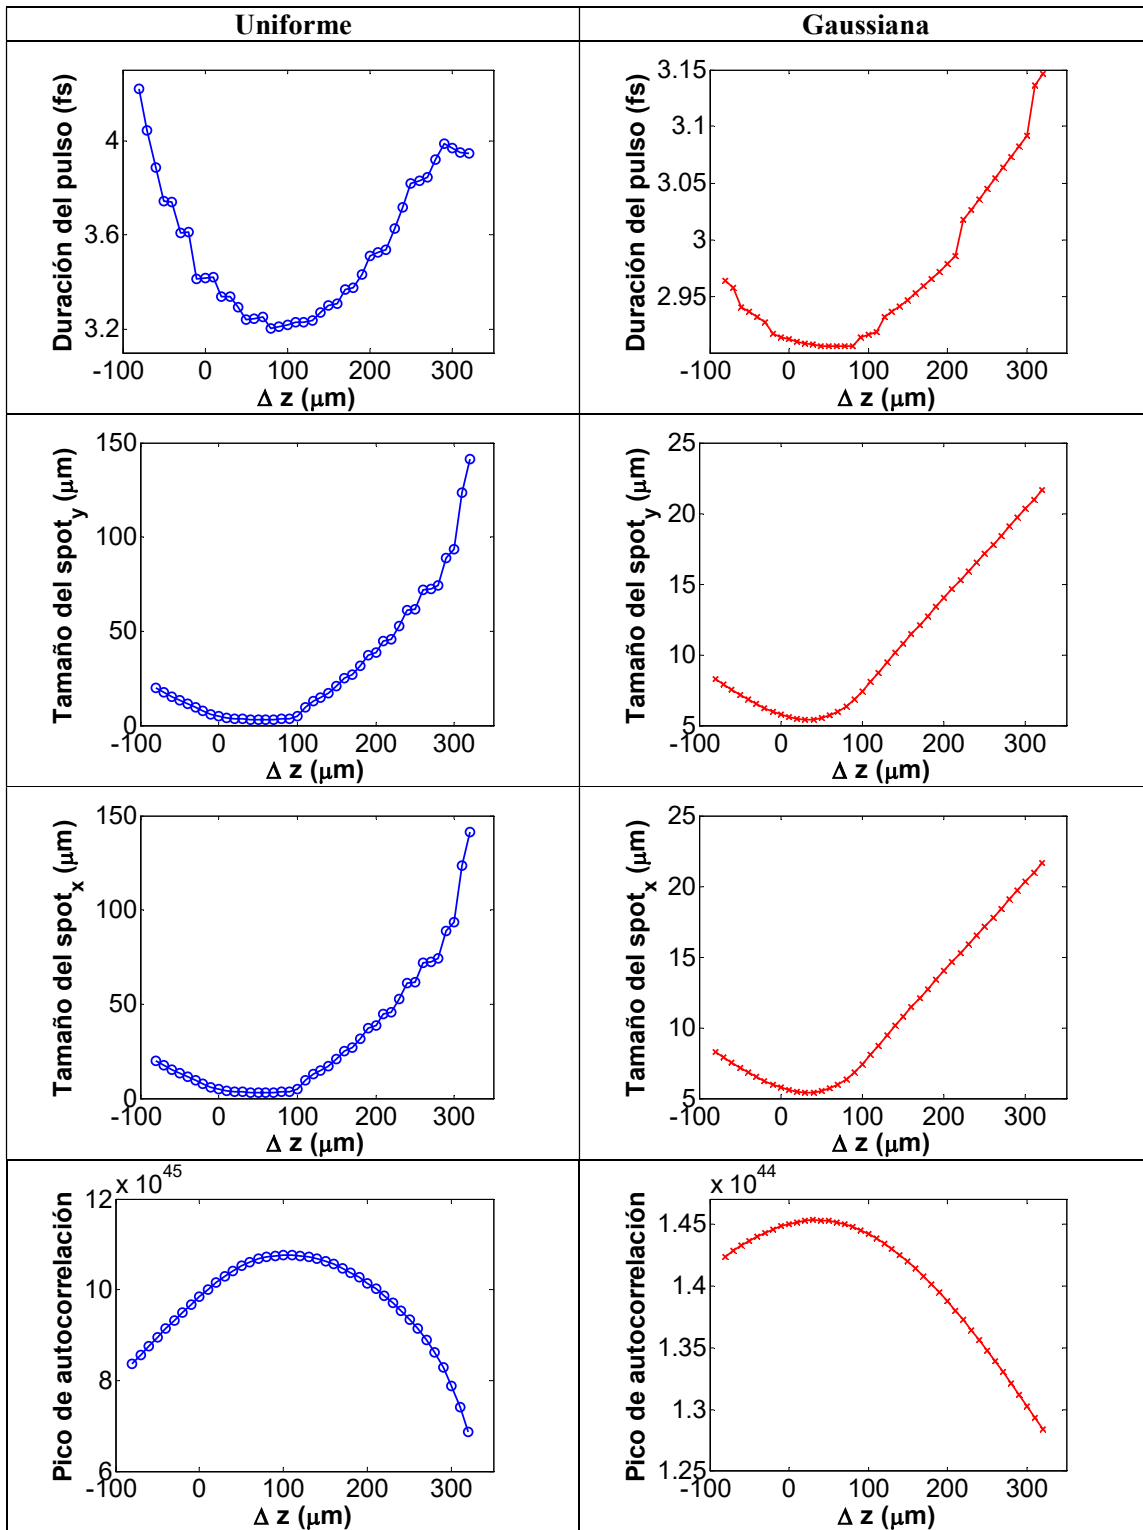 Uniforme
Gaussiana
Duración del pulso (fs)
4
3.6
3.2
-100 0 100 200 300
Δ z (μm)
Duración del pulso (fs)
3.15
3.1
3.05
3
2.95
-100 0 100 200 300
Δ z (μm)
Tamaño del spot_y (μm)
150
100
50
0
-100 0 100 200 300
Δ z (μm)
Tamaño del spot_y (μm)
25
20
15
10
5
-100 0 100 200 300
Δ z (μm)
Tamaño del spot_x (μm)
150
100
50
0
-100 0 100 200 300
Δ z (μm)
Tamaño del spot_x (μm)
25
20
15
10
5
-100 0 100 200 300
Δ z (μm)
Pico de autocorrelación
x 10^45
12
10
8
6
-100 0 100 200 300
Δ z (μm)
Pico de autocorrelación
x 10^44
1.45
1.4
1.35
1.3
1.25
-100 0 100 200 300
Δ z (μm)